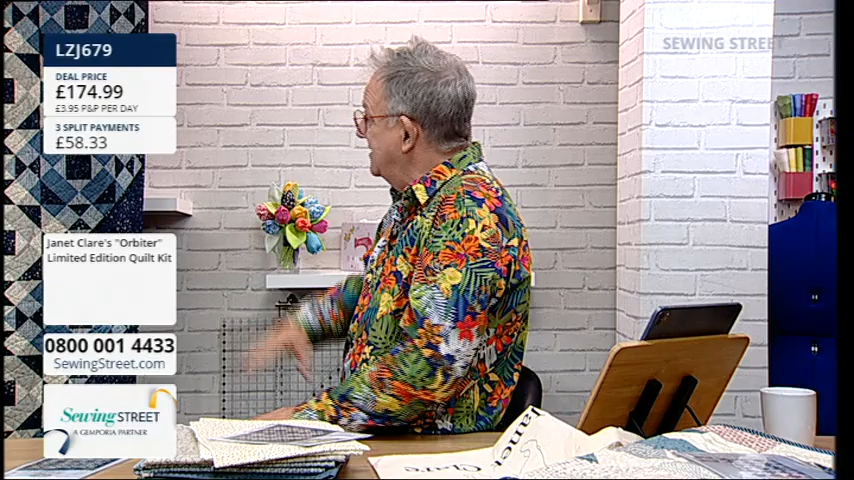 LZJ679
DEAL PRICE
£174.99
£3.95 P&P PER DAY
3 SPLIT PAYMENTS
£58.33
SEWING STREET
Janet Clare's "Orbiter"
Limited Edition Quilt Kit
0800 001 4433
SewingStreet.com
Sewing STREET
A GEMPORIA PARTNER
Janet
Clare
Janet